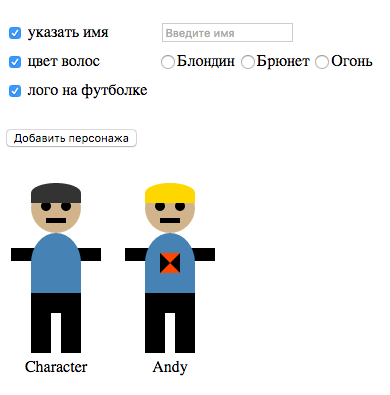 указать имя Введите имя
цвет волос Блондин Брюнет Огонь
лого на футболке
Добавить персонажа
Character Andy